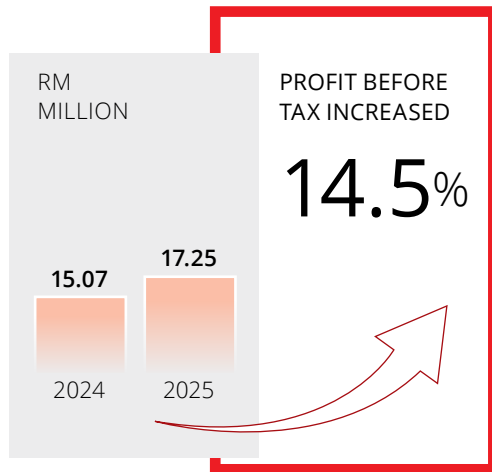 RM
MILLION
15.07
17.25
2024
2025
PROFIT BEFORE
TAX INCREASED
14.5%